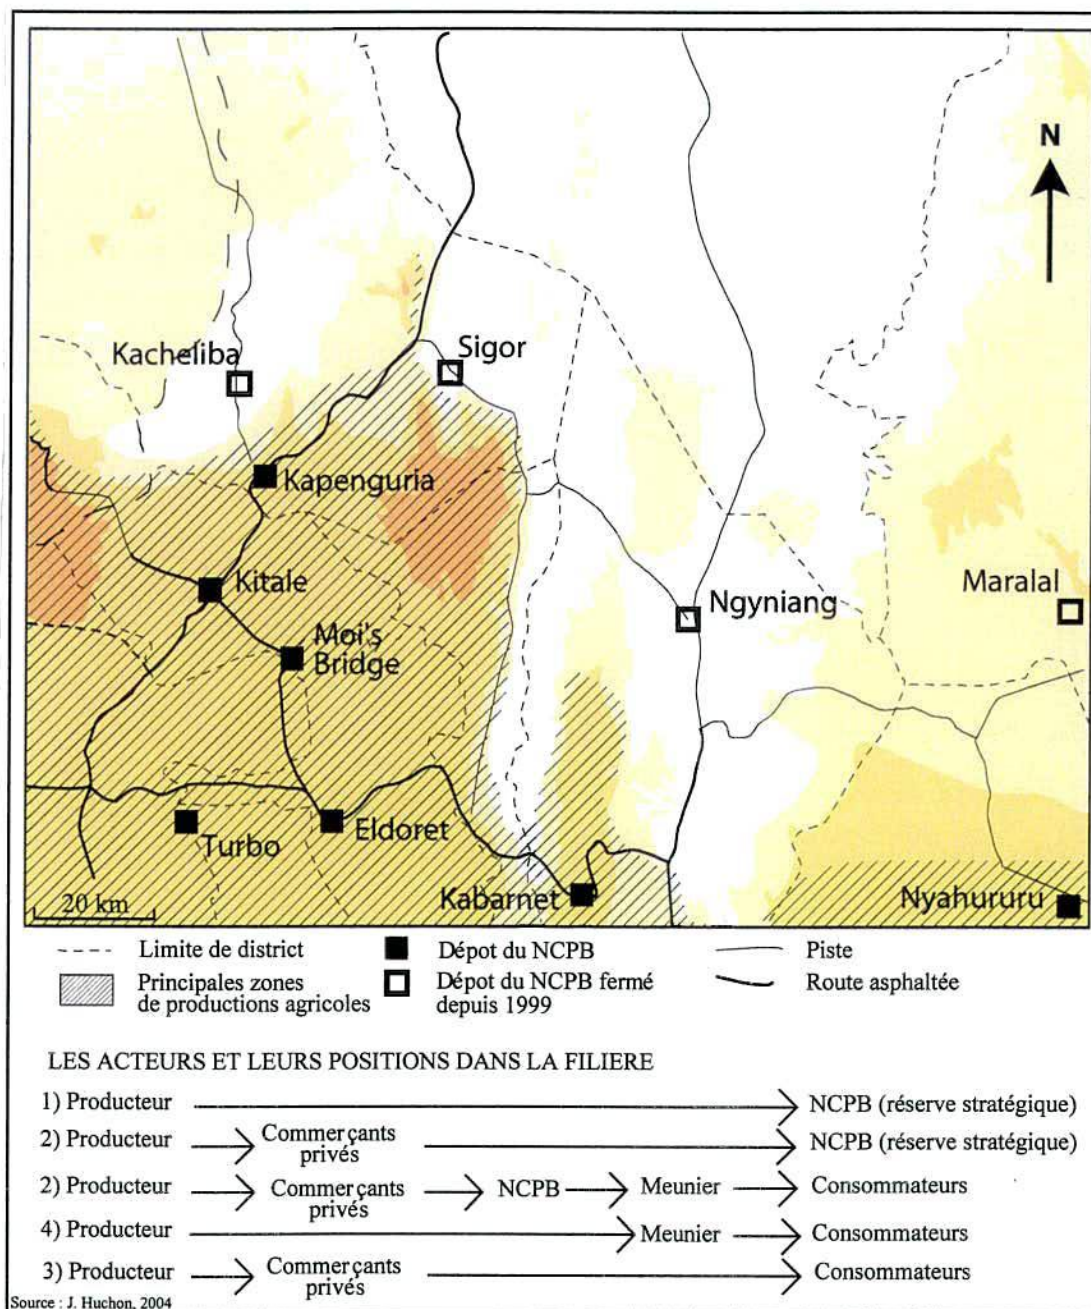 N
Kacheliba
Sigor
Kapenguria
Kitale
Ngyniang
Maralal
Moi's
Bridge
Turbo
Eldoret
Kabarnet
Nyahururu
20 km
Limite de district
Dépot du NCPB
Piste
Principales zones
de productions agricoles
Dépot du NCPB fermé
depuis 1999
Route asphaltée
LES ACTEURS ET LEURS POSITIONS DANS LA FILIERE
1) Producteur NCPB (réserve stratégique)
2) Producteur Commerçants
privés NCPB (réserve stratégique)
2) Producteur Commerçants
privés NCPB Meunier Consommateurs
4) Producteur Meunier Consommateurs
3) Producteur Commerçants
privés Consommateurs
Source : J. Huchon, 2004